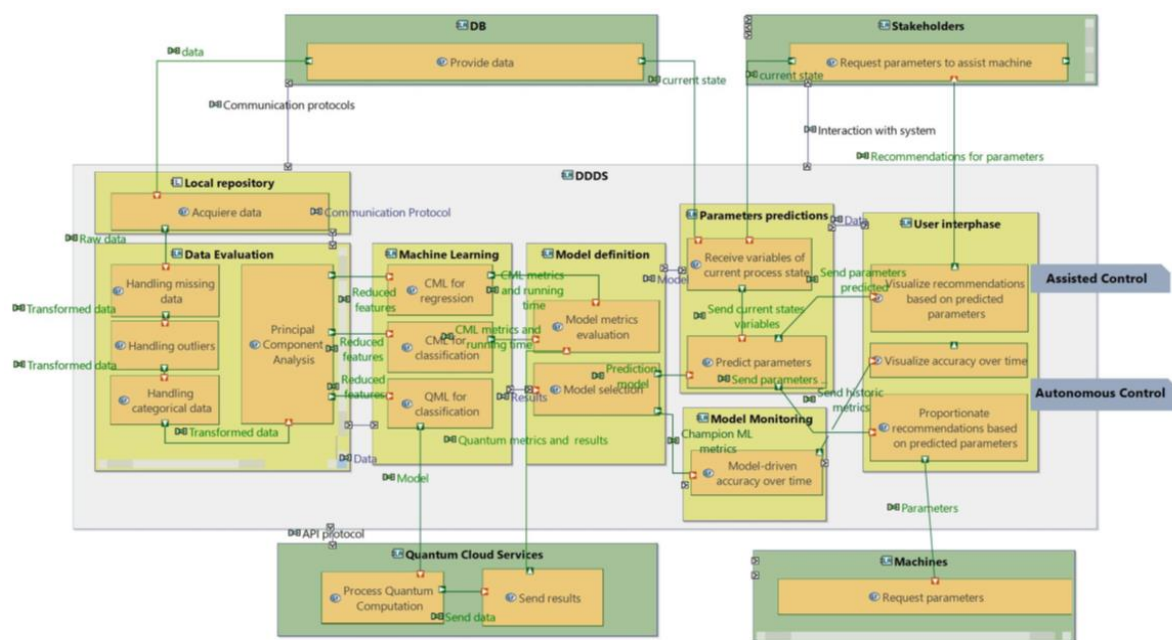 DB
Stakeholders
data
Provide data
current state
current state
Request parameters to assist machine
Communication protocols
Interaction with system
Recommendations for parameters
DDDS
Local repository
Acquiere data
Communication Protocol
Raw data
Parameters predictions
Data
User interphase
Data Evaluation
Machine Learning
Model definition
Handling missing
data
Transformed data
Handling outliers
Transformed data
Handling
categorical data
Transformed data
Principal
Component
Analysis
Reduced
features
Reduced
features
Reduced
features
CML for
regression
CML metrics
and running
time
CML for
classification
CML metrics and
running time
QML for
classification
Results
Quantum metrics and results
Model metrics
evaluation
Model selection
Model
Prediction
model
Receive variables of
current process state
Send parameters
predicted
Send current states
variables
Predict parameters
Send parameters ..
Send historic
metrics
Model Monitoring
Champion ML
metrics
Model-driven
accuracy over time
Visualize recommendations
based on predicted
parameters
Visualize accuracy over time
Proportionate
recommendations based
on predicted parameters
Assisted Control
Autonomous Control
Data
Model
Parameters
API protocol
Quantum Cloud Services
Process Quantum
Computation
Send data
Send results
Machines
Request parameters